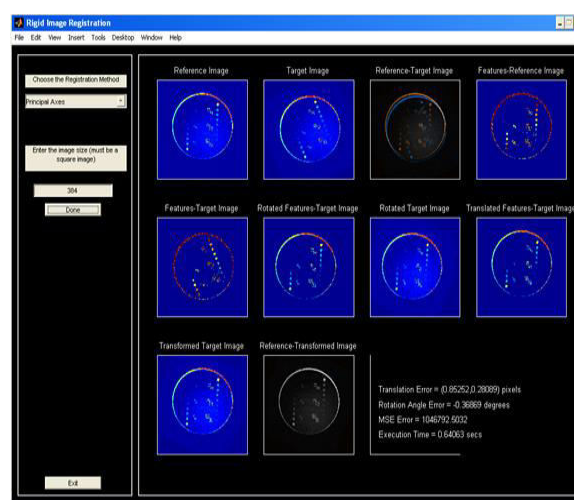 Rigid Image Registration
File Edit View Insert Tools Desktop Window Help
Choose the Registration Method
Principal Axes
Enter the image size (must be a
square image)
384
Done
Exit
Reference Image
Target Image
Reference-Target Image
Features-Reference Image
Features-Target Image
Rotated Features-Target Image
Rotated Target Image
Translated Features-Target Image
Transformed Target Image
Reference-Transformed Image
Translation Error = (0.85252,0.28089) pixels
Rotation Angle Error = -0.36869 degrees
MSE Error = 1046792.5032
Execution Time = 0.64063 secs